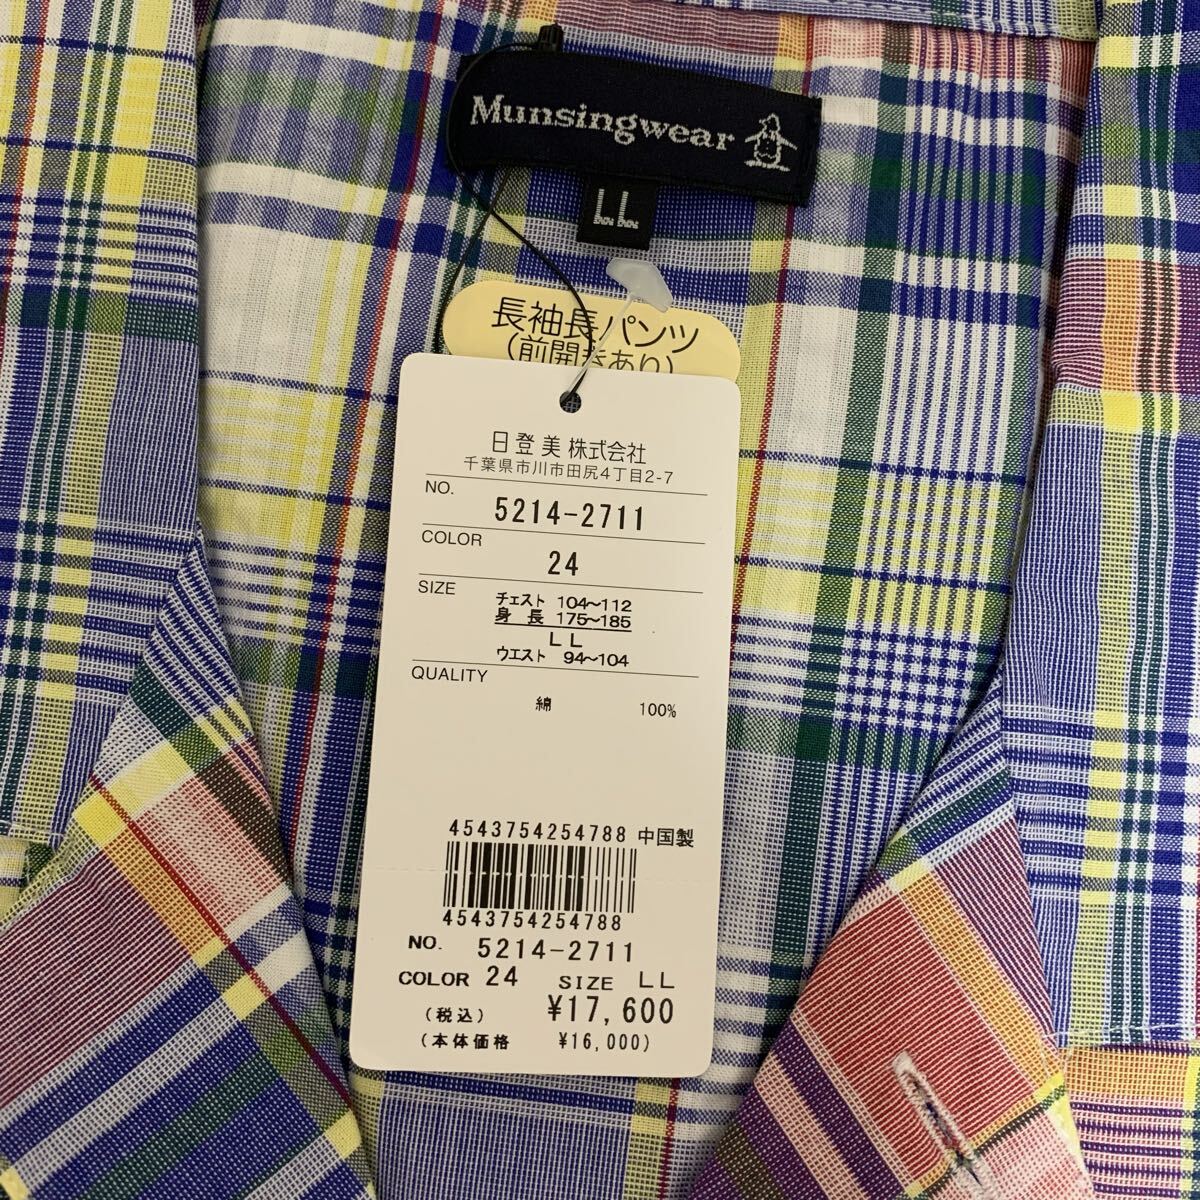 Munsingwear
LL
長袖長パンツ
(前開きあり)
日登美株式会社
千葉県市川市田尻4丁目2-7
NO.
5214-2711
COLOR
24
SIZE
チェスト 104～112
身長 175～185
LL
ウエスト 94～104
QUALITY
綿 100%
4543754254788 中国製
4543754254788
NO. 5214-2711
COLOR 24 SIZE LL
(税込) ¥17,600
(本体価格 ¥16,000)